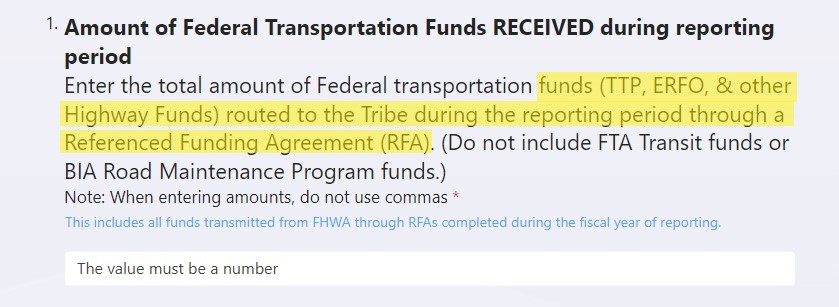 1. Amount of Federal Transportation Funds RECEIVED during reporting
period
Enter the total amount of Federal transportation funds (TTP, ERFO, & other
Highway Funds) routed to the Tribe during the reporting period through a
Referenced Funding Agreement (RFA). (Do not include FTA Transit funds or
BIA Road Maintenance Program funds.)
Note: When entering amounts, do not use commas *
This includes all funds transmitted from FHWA through RFAs completed during the fiscal year of reporting.
The value must be a number